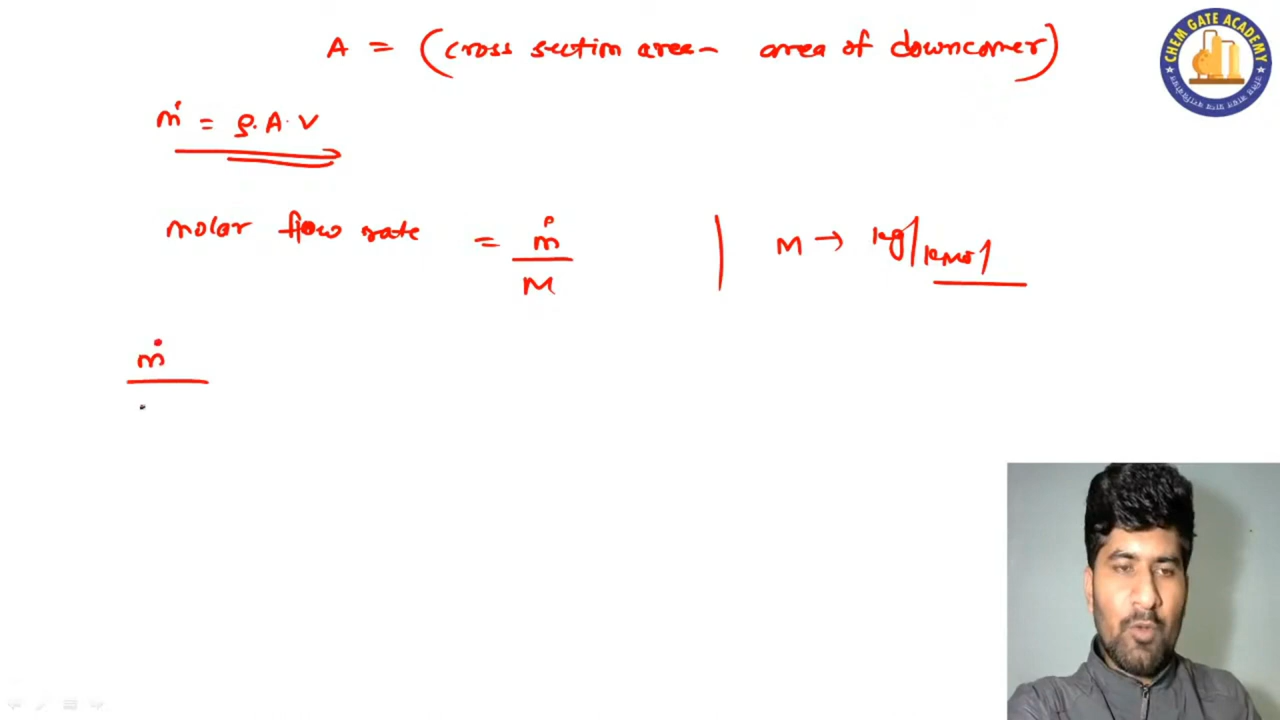 A = (cross section area - area of downcomer)
CHEM GATE ACADEMY
ṁ = ρ.A.V
molar flow rate = ṁ/M | M → kg/kmol
ṁ